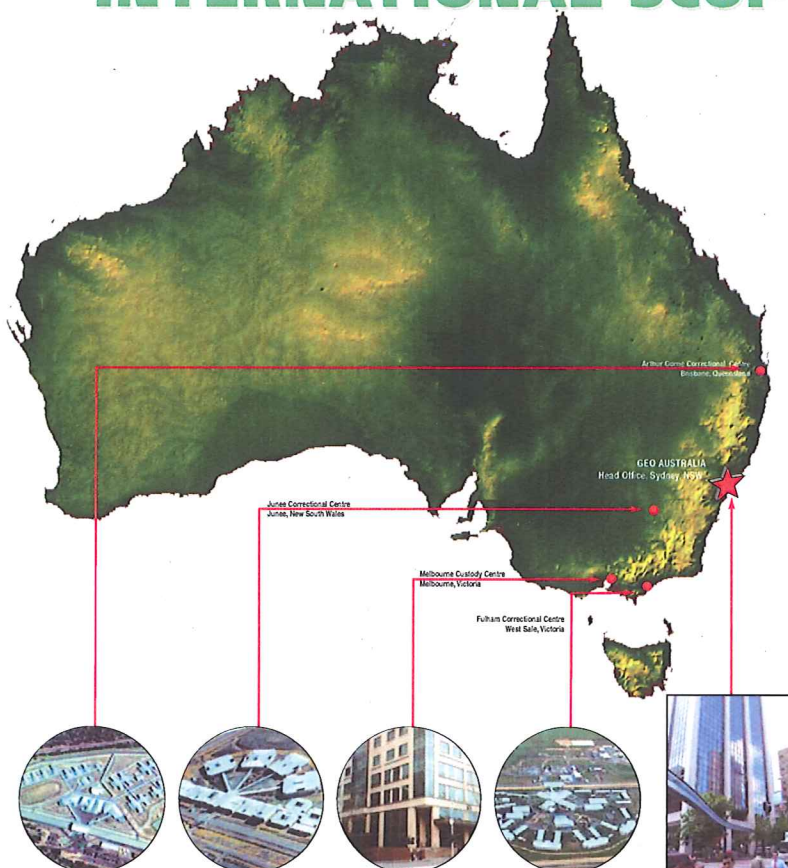 INTERNATIONAL
Arthur Gorrie Correctional Centre
Brisbane, Queensland
GEO AUSTRALIA
Head Office, Sydney, NSW
Junee Correctional Centre
Junee, New South Wales
Melbourne Custody Centre
Melbourne, Victoria
Fulham Correctional Centre
West Sale, Victoria